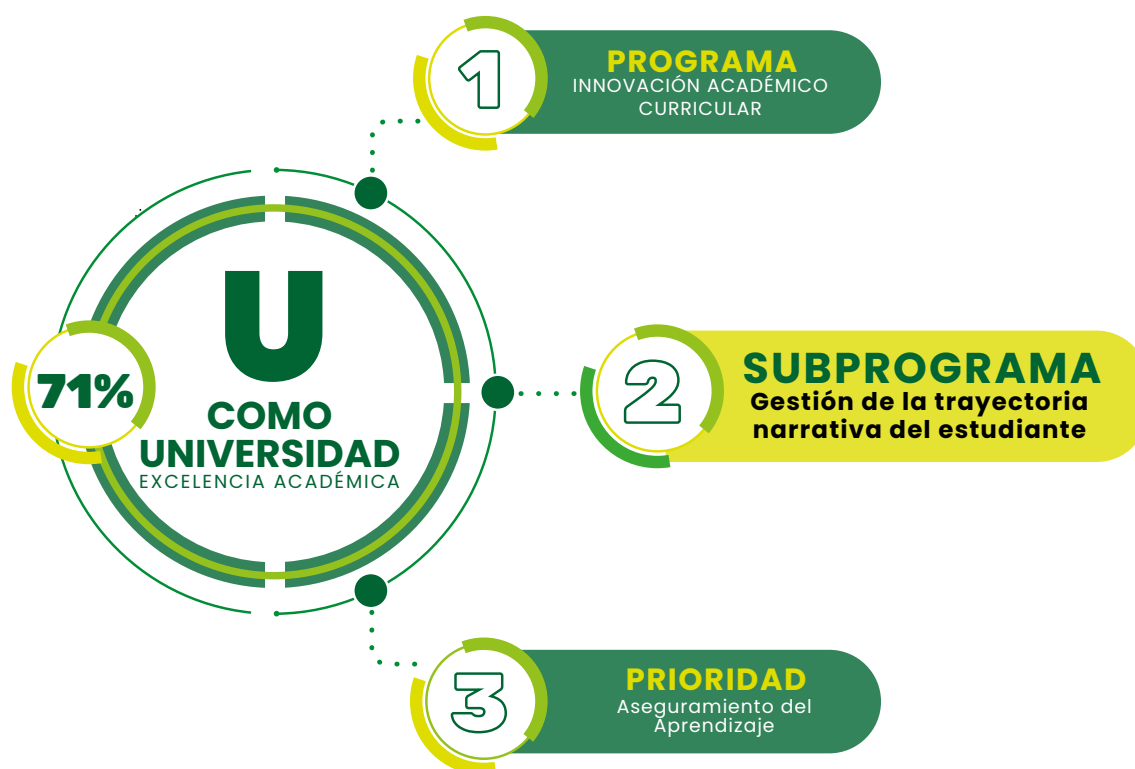 1
PROGRAMA
INNOVACIÓN ACADÉMICO
CURRICULAR
71%
U
COMO
UNIVERSIDAD
EXCELENCIA ACADÉMICA
2
SUBPROGRAMA
Gestión de la trayectoria
narrativa del estudiante
3
PRIORIDAD
Aseguramiento del
Aprendizaje